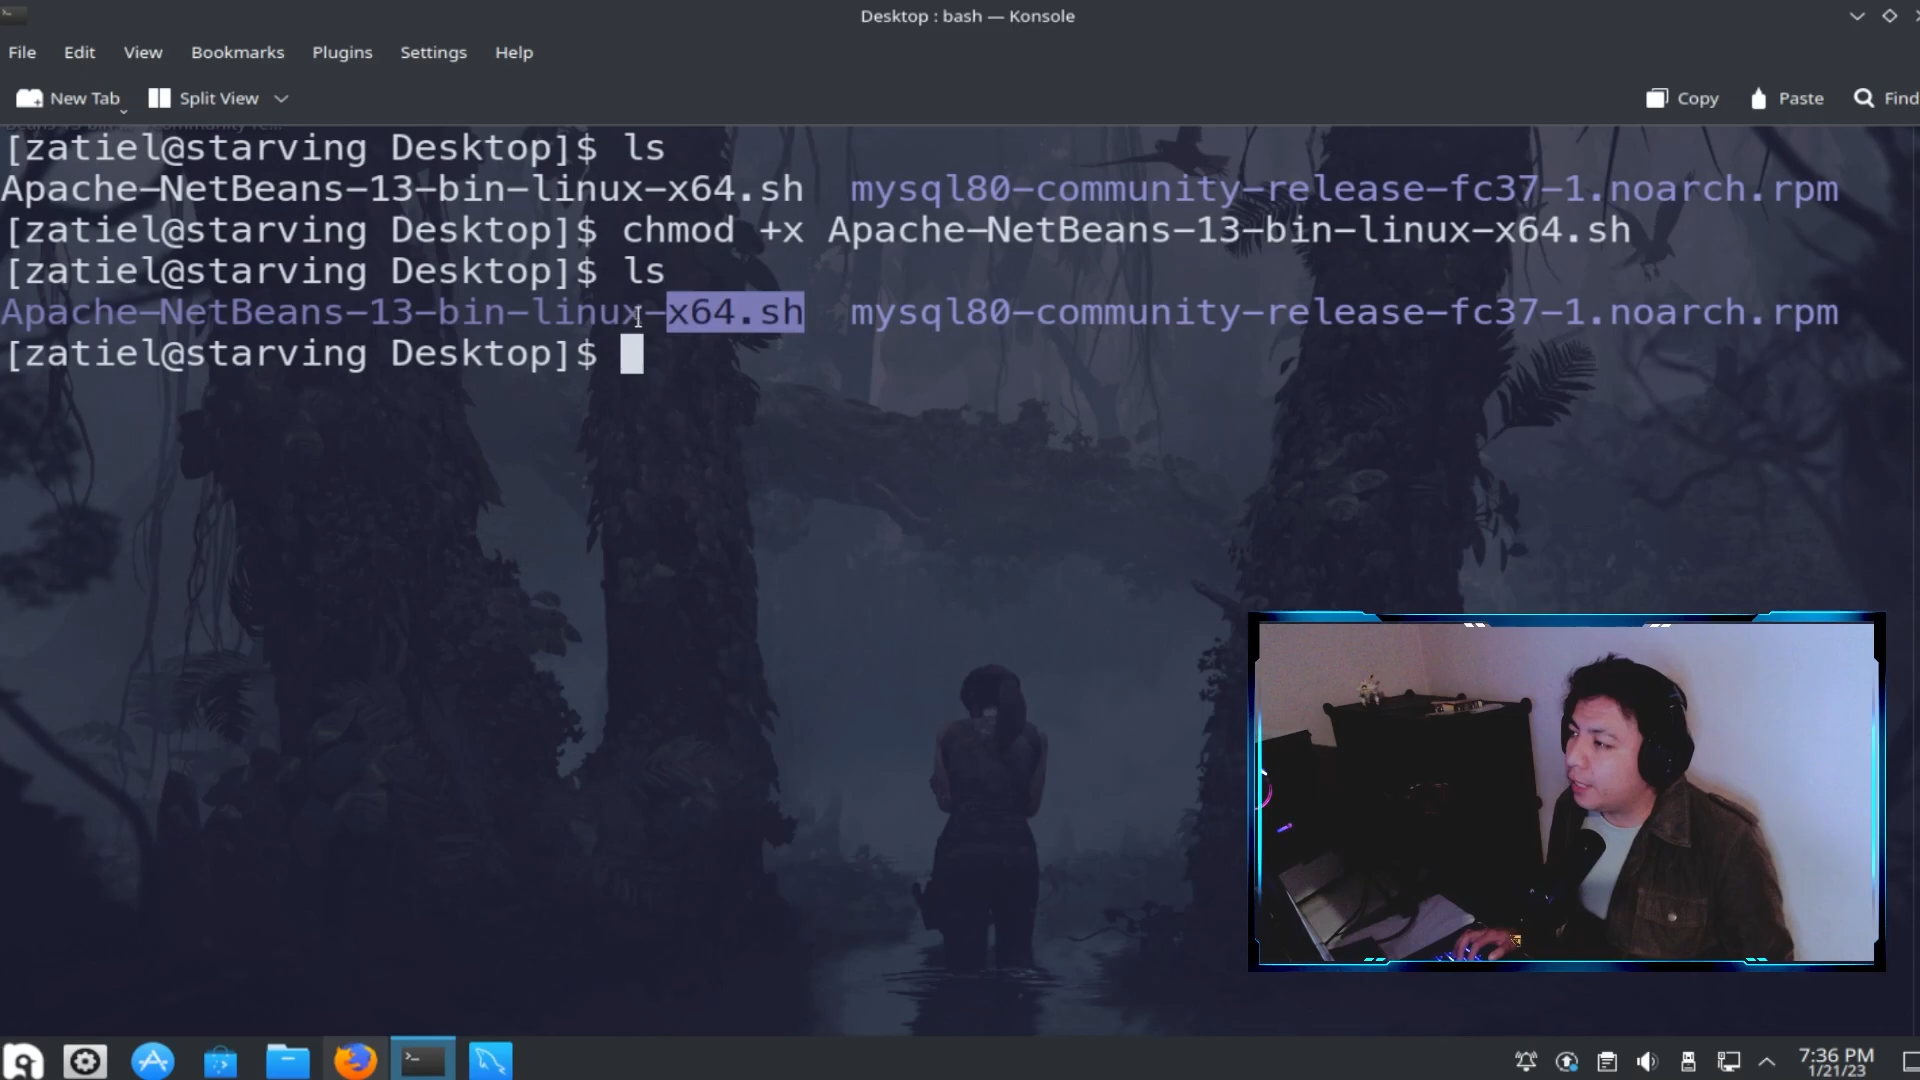 Desktop : bash — Konsole
File Edit View Bookmarks Plugins Settings Help
New Tab Split View Copy Paste Find
[zatiel@starving Desktop]$ ls
Apache-NetBeans-13-bin-linux-x64.sh mysql80-community-release-fc37-1.noarch.rpm
[zatiel@starving Desktop]$ chmod +x Apache-NetBeans-13-bin-linux-x64.sh
[zatiel@starving Desktop]$ ls
Apache-NetBeans-13-bin-linux-x64.sh mysql80-community-release-fc37-1.noarch.rpm
[zatiel@starving Desktop]$
7:36 PM
1/21/23